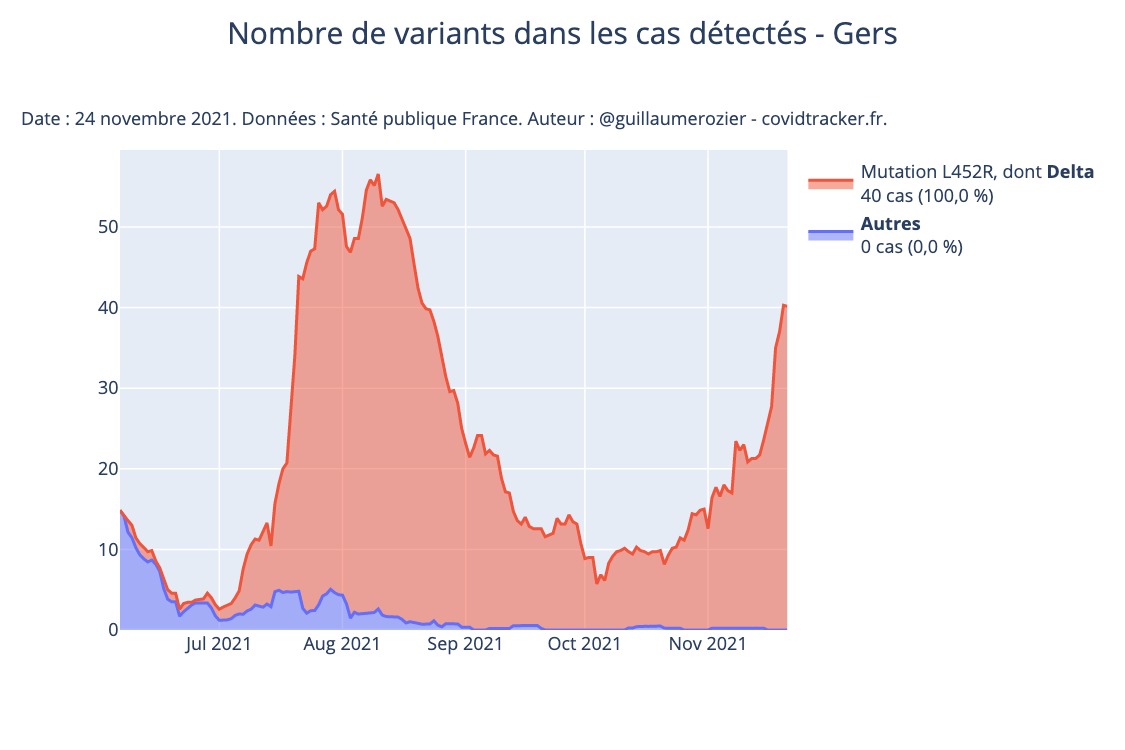 Nombre de variants dans les cas détectés - Gers
Date : 24 novembre 2021. Données : Santé publique France. Auteur : @guillaumerozier - covidtracker.fr.
Mutation L452R, dont Delta
40 cas (100,0 %)
Autres
0 cas (0,0 %)
50
40
30
20
10
0
Jul 2021
Aug 2021
Sep 2021
Oct 2021
Nov 2021